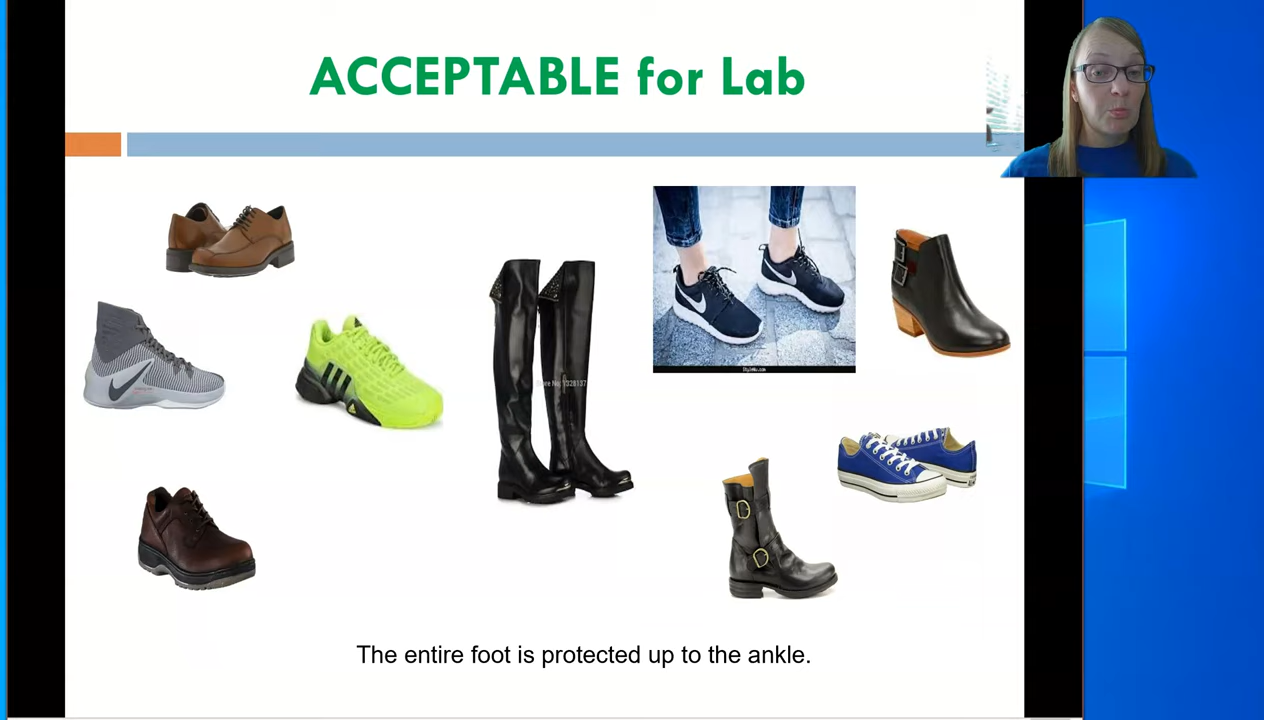 ACCEPTABLE for Lab
The entire foot is protected up to the ankle.